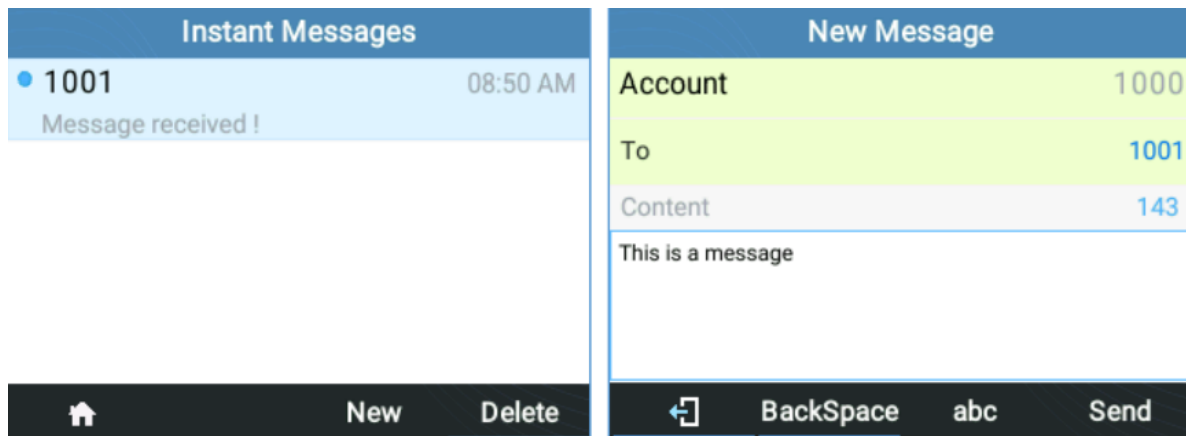 Instant Messages
1001 08:50 AM
Message received !
New Delete
New Message
Account 1000
To 1001
Content 143
This is a message
BackSpace abc Send